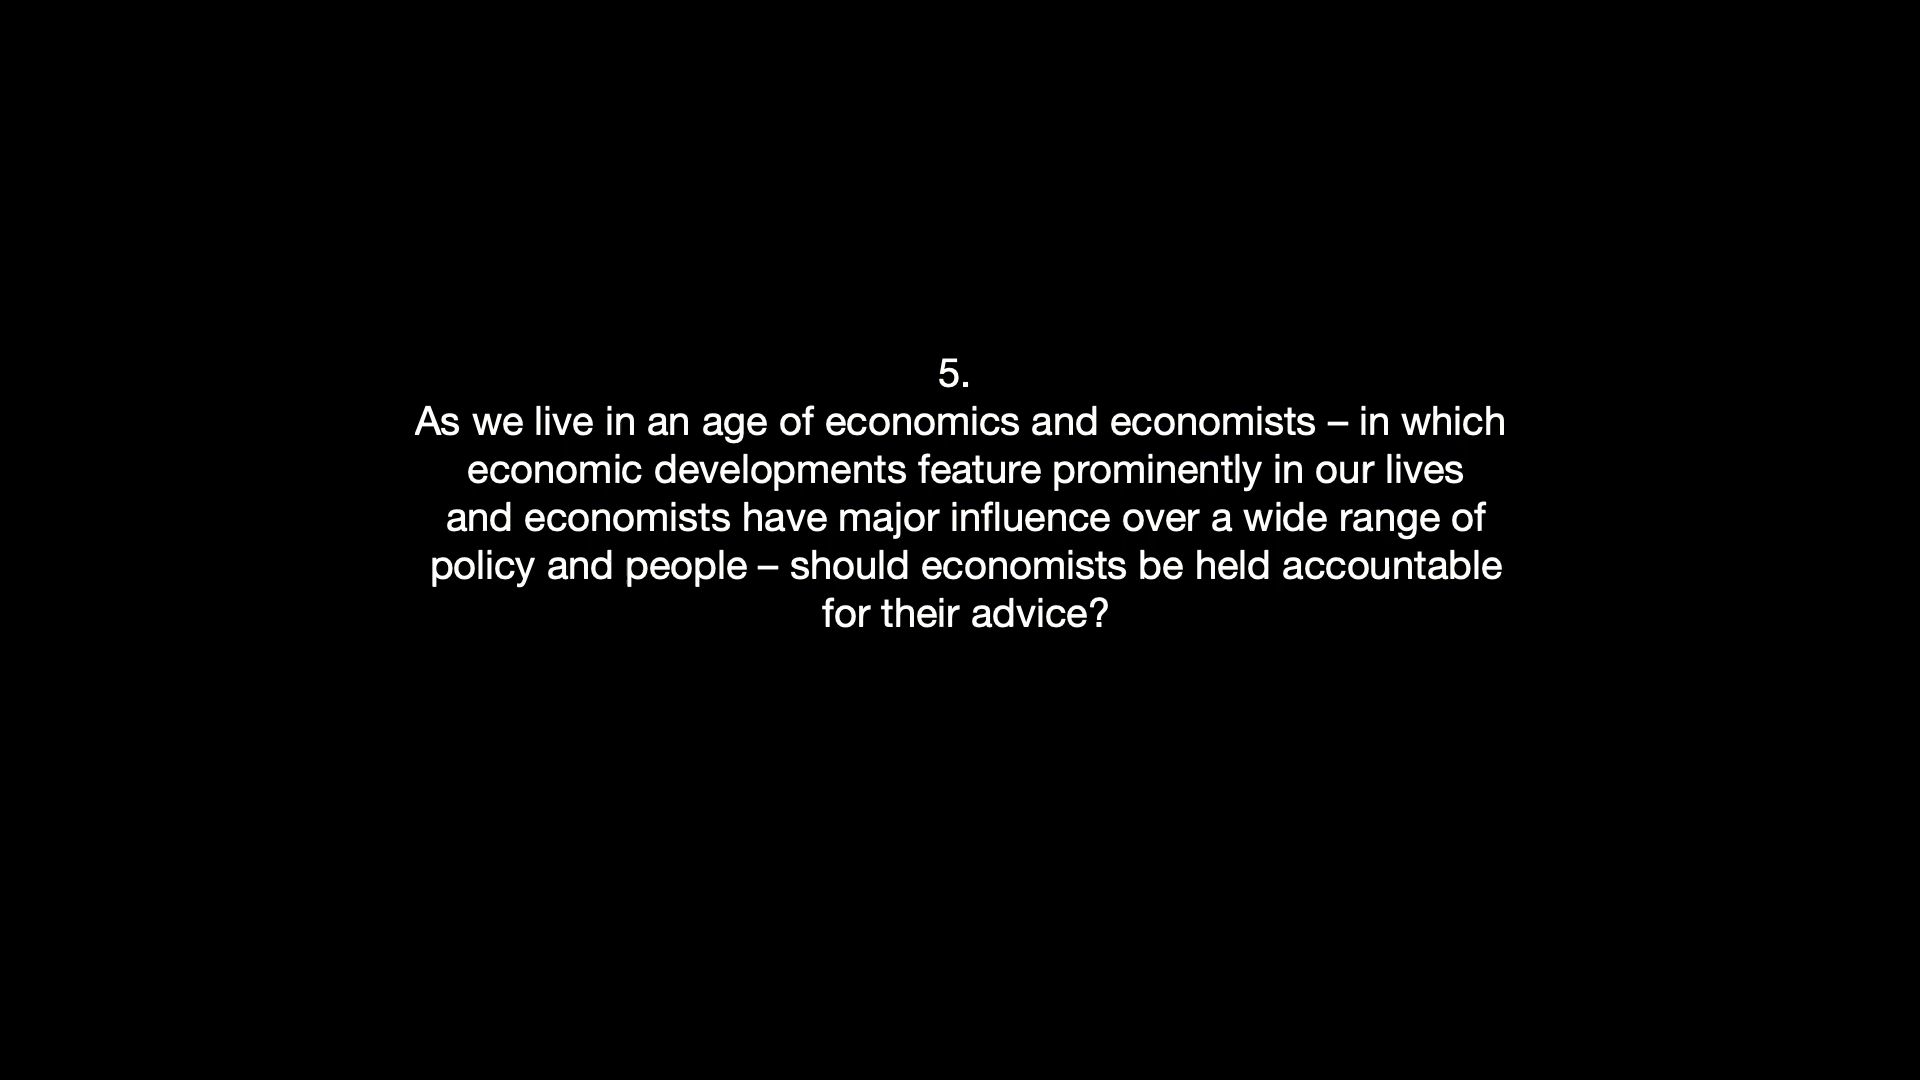 5.
As we live in an age of economics and economists – in which
economic developments feature prominently in our lives
and economists have major influence over a wide range of
policy and people – should economists be held accountable
for their advice?